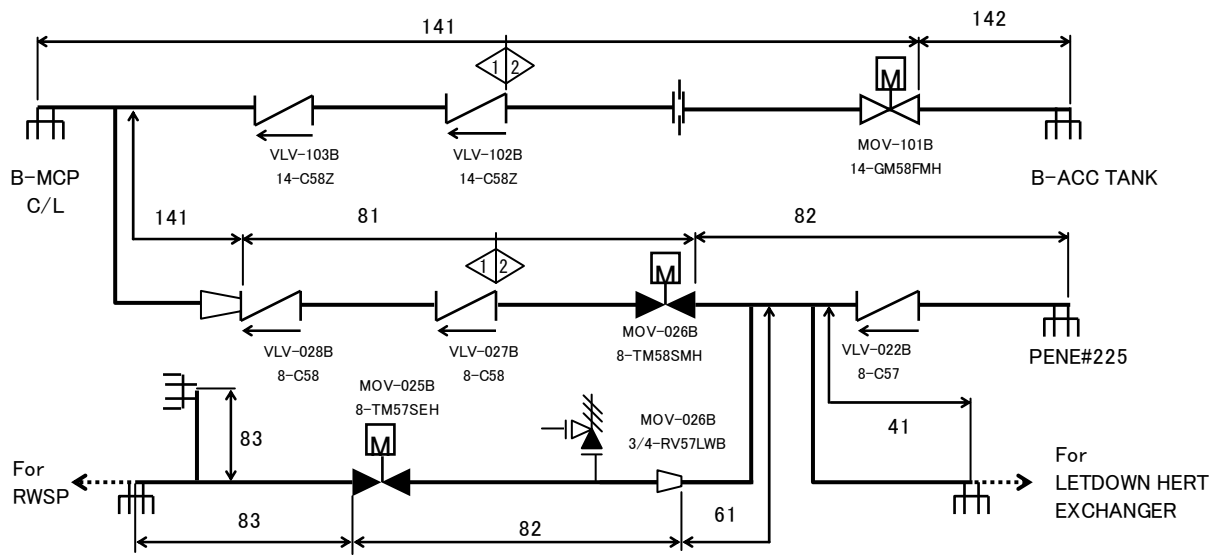 141
142
1 2
M
VLV-103B
14-C58Z
VLV-102B
14-C58Z
MOV-101B
14-GM58FMH
B-MCP
C/L
B-ACC TANK
141
81
82
1 2
M
VLV-028B
8-C58
VLV-027B
8-C58
MOV-026B
8-TM58SMH
VLV-022B
8-C57
PENE#225
MOV-025B
8-TM57SEH
MOV-026B
3/4-RV57LWB
83
M
41
For
RWSP
For
LETDOWN HERT
EXCHANGER
83
82
61